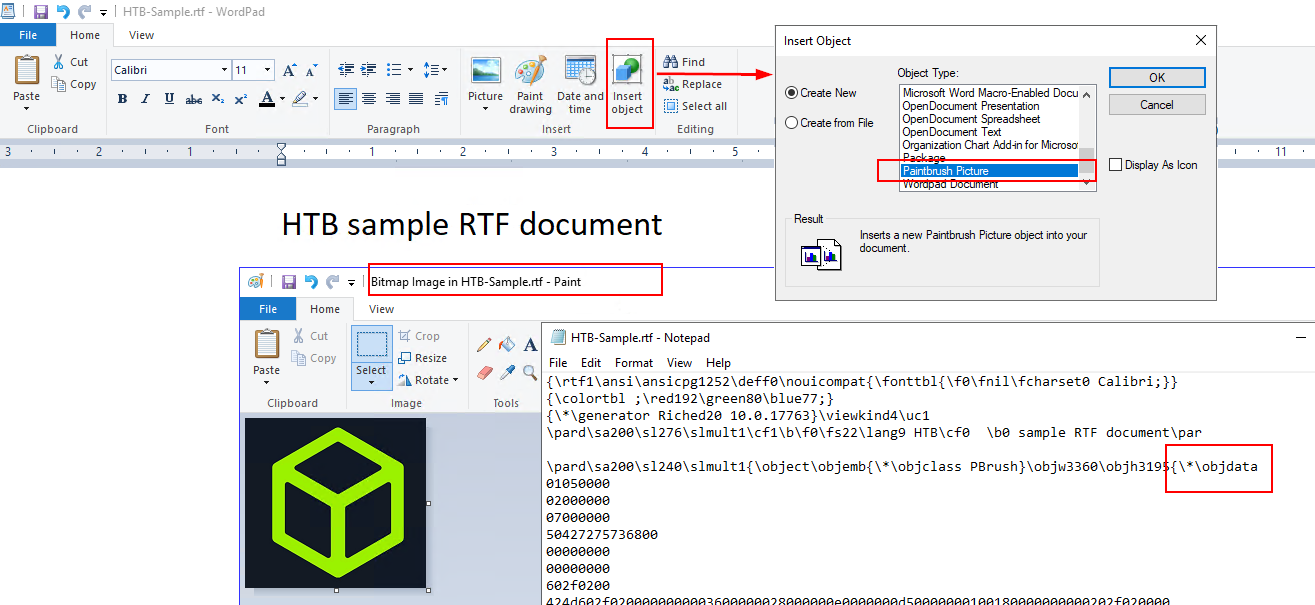 HTB-Sample.rtf - WordPad
File Home View
Paste
Cut
Copy
Clipboard
Calibri 11
B I U abc X₂ X² A
Font
Paragraph
Picture
Paint drawing
Date and time
Insert object
Insert
Find
Replace
Select all
Editing
3 2 1 1 2 3 4 5 11
Insert Object
Object Type:
Create New
Create from File
Microsoft Word Macro-Enabled Docu
OpenDocument Presentation
OpenDocument Spreadsheet
OpenDocument Text
Organization Chart Add-in for Microsof
Package
Paintbrush Picture
Wordpad Document
OK
Cancel
Display As Icon
Result
Inserts a new Paintbrush Picture object into your
document.
HTB sample RTF document
Bitmap Image in HTB-Sample.rtf - Paint
File Home View
Paste
Cut
Copy
Clipboard
Select
Crop
Resize
Rotate
Image
A
Tools
HTB-Sample.rtf - Notepad
File Edit Format View Help
{\rtf1\ansi\ansicpg1252\deff0\nouicompat{\fonttbl{\f0\fnil\fcharset0 Calibri;}}
{\colortbl ;\red192\green80\blue77;}
{\*\generator Riched20 10.0.17763}\viewkind4\uc1
\pard\sa200\sl276\slmult1\cf1\b\f0\fs22\lang9 HTB\cf0  \b0 sample RTF document\par
\pard\sa200\sl240\slmult1{\object\objemb{\*\objclass PBrush}\objw3360\objh3195{\*\objdata
01050000
02000000
07000000
50427275736800
00000000
00000000
602f0200